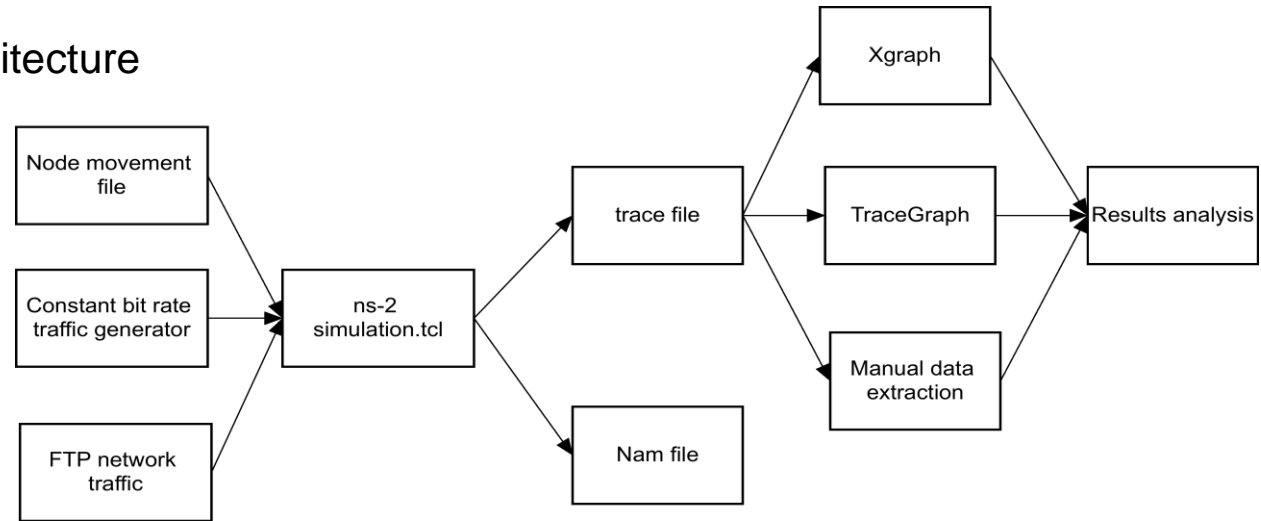 itecture
Node movement
file
Constant bit rate
traffic generator
FTP network
traffic
ns-2
simulation.tcl
trace file
Nam file
Xgraph
TraceGraph
Manual data
extraction
Results analysis